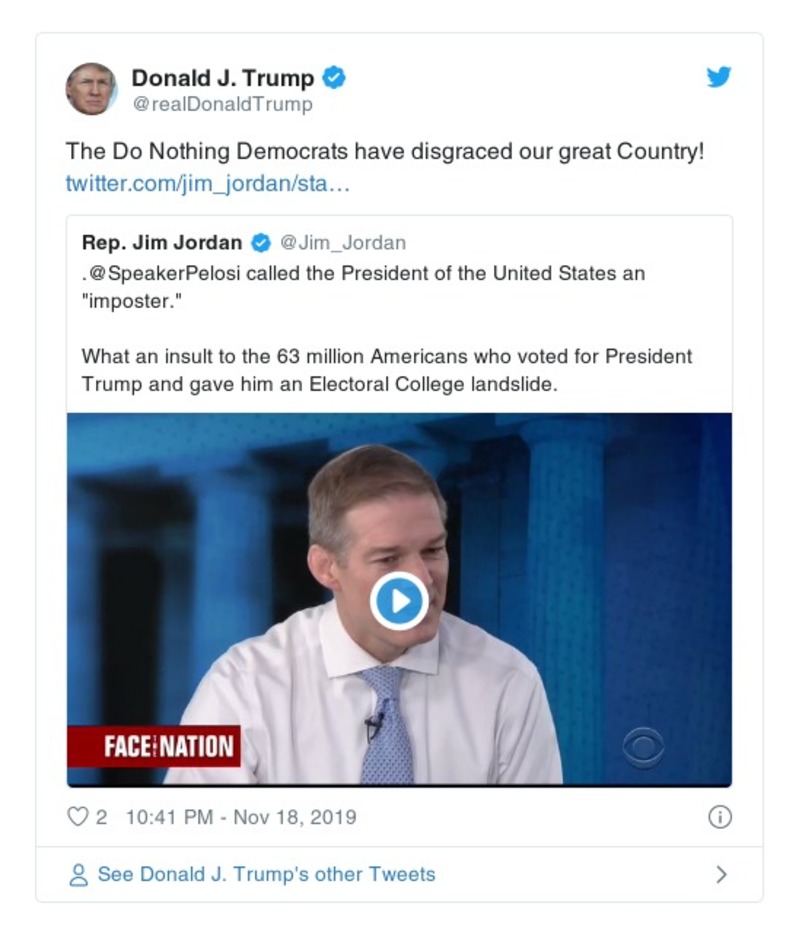 Donald J. Trump
@realDonaldTrump
The Do Nothing Democrats have disgraced our great Country!
twitter.com/jim_jordan/sta…
Rep. Jim Jordan @Jim_Jordan
.@SpeakerPelosi called the President of the United States an
"imposter."
What an insult to the 63 million Americans who voted for President
Trump and gave him an Electoral College landslide.
FACE THE NATION
2 10:41 PM - Nov 18, 2019
See Donald J. Trump's other Tweets